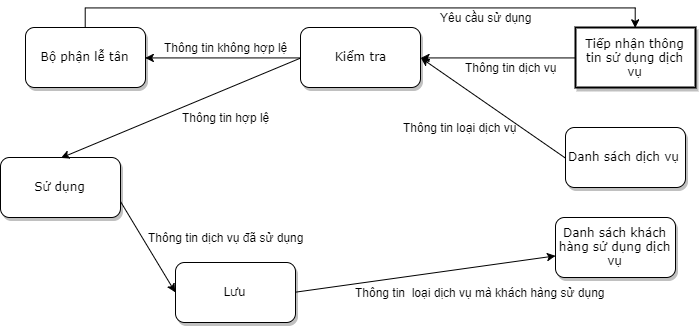 Yêu cầu sử dụng
Bộ phận lễ tân
Thông tin không hợp lệ
Kiểm tra
Thông tin dịch vụ
Tiếp nhận thông
tin sử dụng dịch
vụ
Thông tin hợp lệ
Thông tin loại dịch vụ
Danh sách dịch vụ
Sử dụng
Thông tin dịch vụ đã sử dụng
Danh sách khách
hàng sử dụng dịch
vụ
Lưu
Thông tin loại dịch vụ mà khách hàng sử dụng